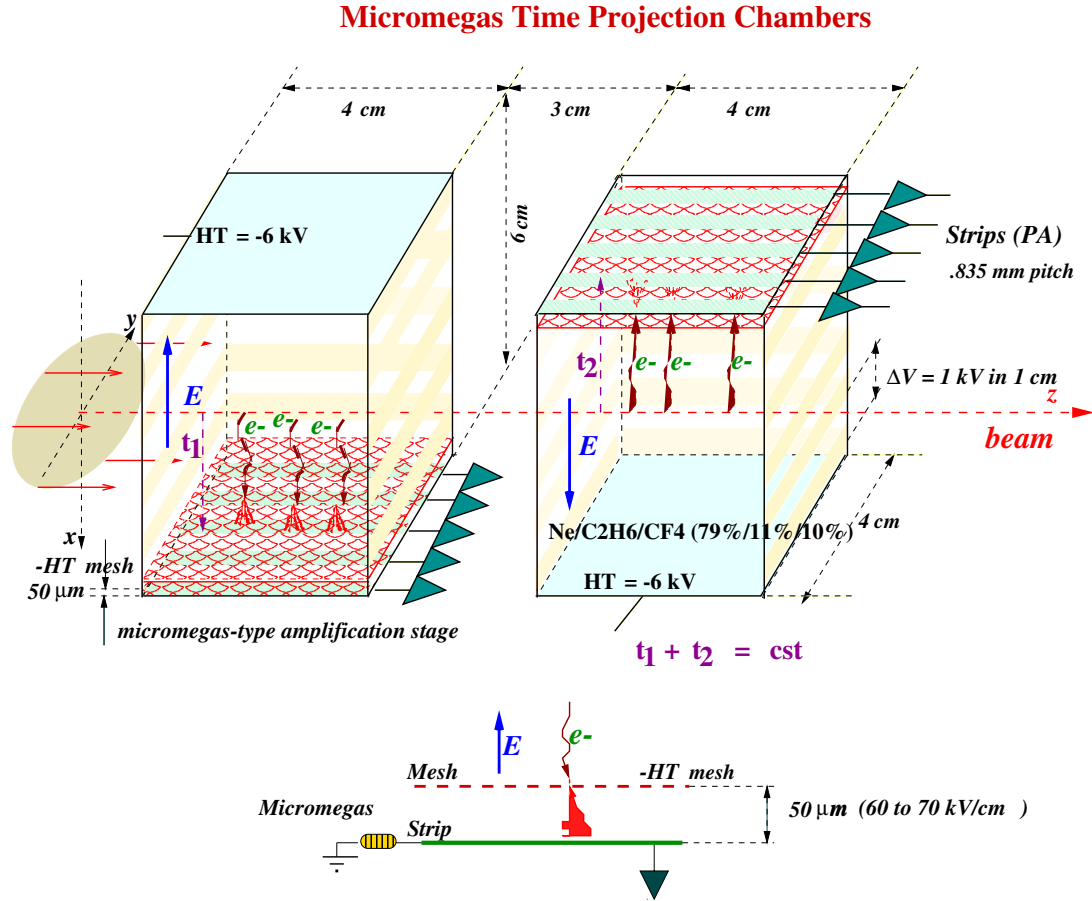 Micromegas Time Projection Chambers
4 cm
3 cm
4 cm
6 cm
HT = -6 kV
Strips (PA)
.835 mm pitch
y
E
t1
e- e- e-
t2
e- e- e-
ΔV = 1 kV in 1 cm
z
beam
E
x
-HT mesh
50 μm
Ne/C2H6/CF4 (79%/11%/10%)
4 cm
HT = -6 kV
micromegas-type amplification stage
t1 + t2 = cst
E
e-
Mesh
-HT mesh
Micromegas
Strip
50 μm (60 to 70 kV/cm )